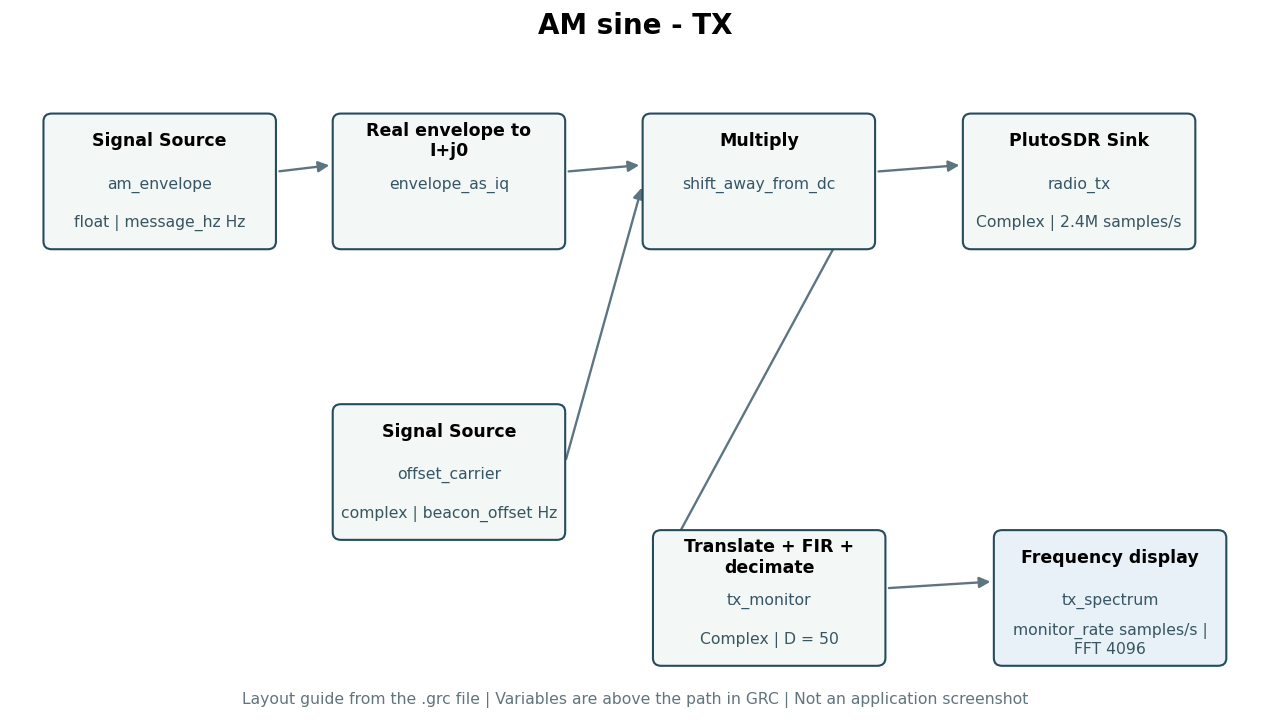 AM sine - TX
Signal Source
am_envelope
float | message_hz Hz
Real envelope to
I+j0
envelope_as_iq
Multiply
shift_away_from_dc
PlutoSDR Sink
radio_tx
Complex | 2.4M samples/s
Signal Source
offset_carrier
complex | beacon_offset Hz
Translate + FIR +
decimate
tx_monitor
Complex | D = 50
Frequency display
tx_spectrum
monitor_rate samples/s |
FFT 4096
Layout guide from the .grc file | Variables are above the path in GRC | Not an application screenshot